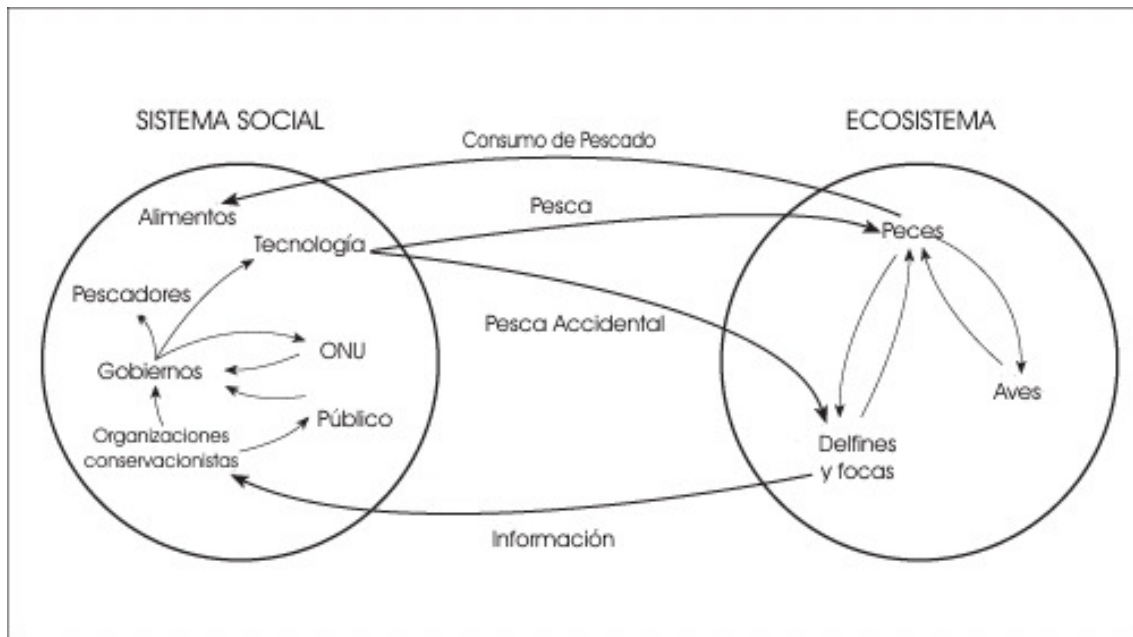 SISTEMA SOCIAL
ECOSISTEMA
Consumo de Pescado
Alimentos
Pesca
Peces
Tecnología
Pescadores
Pesca Accidental
ONU
Gobiernos
Aves
Público
Organizaciones
conservacionistas
Delfines
y focas
Información